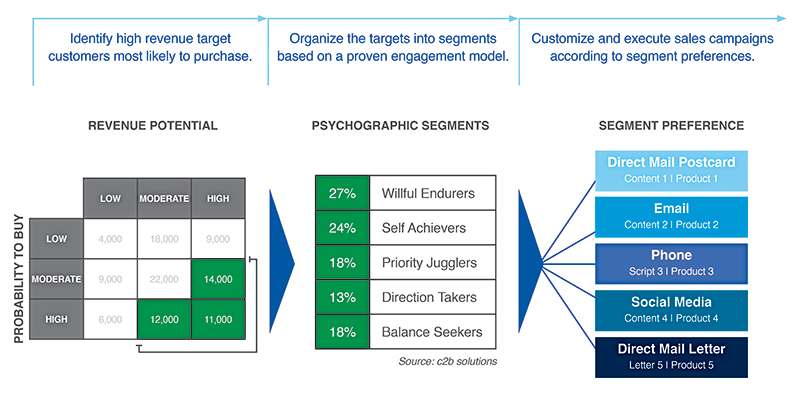 Identify high revenue target
customers most likely to purchase.
Organize the targets into segments
based on a proven engagement model.
Customize and execute sales campaigns
according to segment preferences.
REVENUE POTENTIAL
PROBABILITY TO BUY
LOW MODERATE HIGH
LOW 4,000 18,000 9,000
MODERATE 9,000 22,000 14,000
HIGH 6,000 12,000 11,000
PSYCHOGRAPHIC SEGMENTS
27% Willful Endurers
24% Self Achievers
18% Priority Jugglers
13% Direction Takers
18% Balance Seekers
Source: c2b solutions
SEGMENT PREFERENCE
Direct Mail Postcard
Content 1 | Product 1
Email
Content 2 | Product 2
Phone
Script 3 | Product 3
Social Media
Content 4 | Product 4
Direct Mail Letter
Letter 5 | Product 5